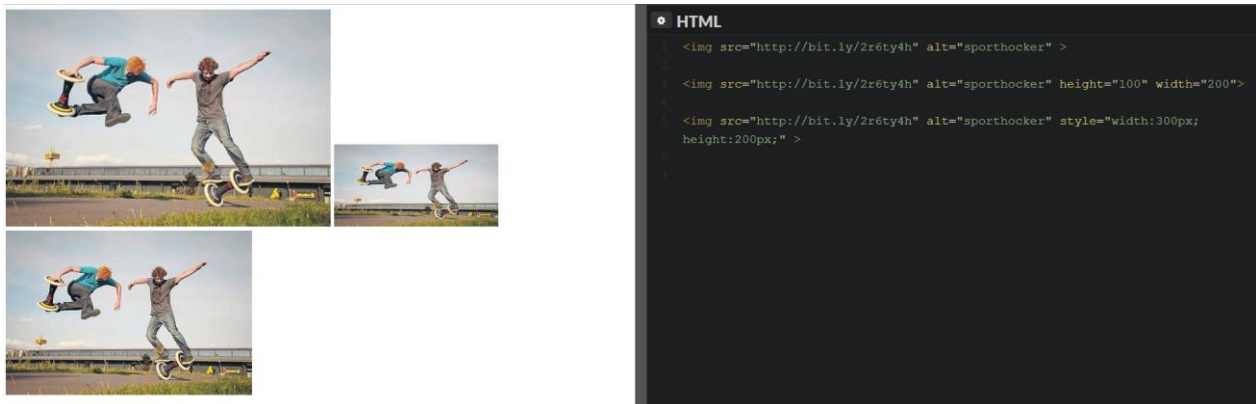 HTML
1 <img src="http://bit.ly/2r6ty4h" alt="sporthocker" >
2
3 <img src="http://bit.ly/2r6ty4h" alt="sporthocker" height="100" width="200">
4
5 <img src="http://bit.ly/2r6ty4h" alt="sporthocker" style="width:300px;
height:200px;" >
6
7